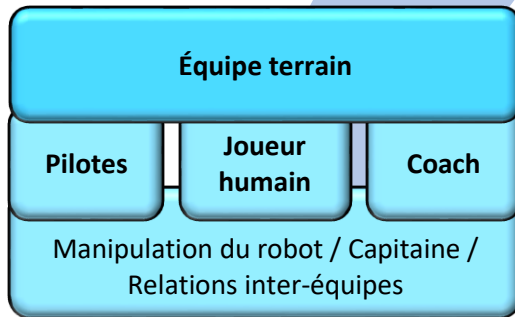 Équipe terrain
Pilotes
Joueur
humain
Coach
Manipulation du robot / Capitaine /
Relations inter-équipes